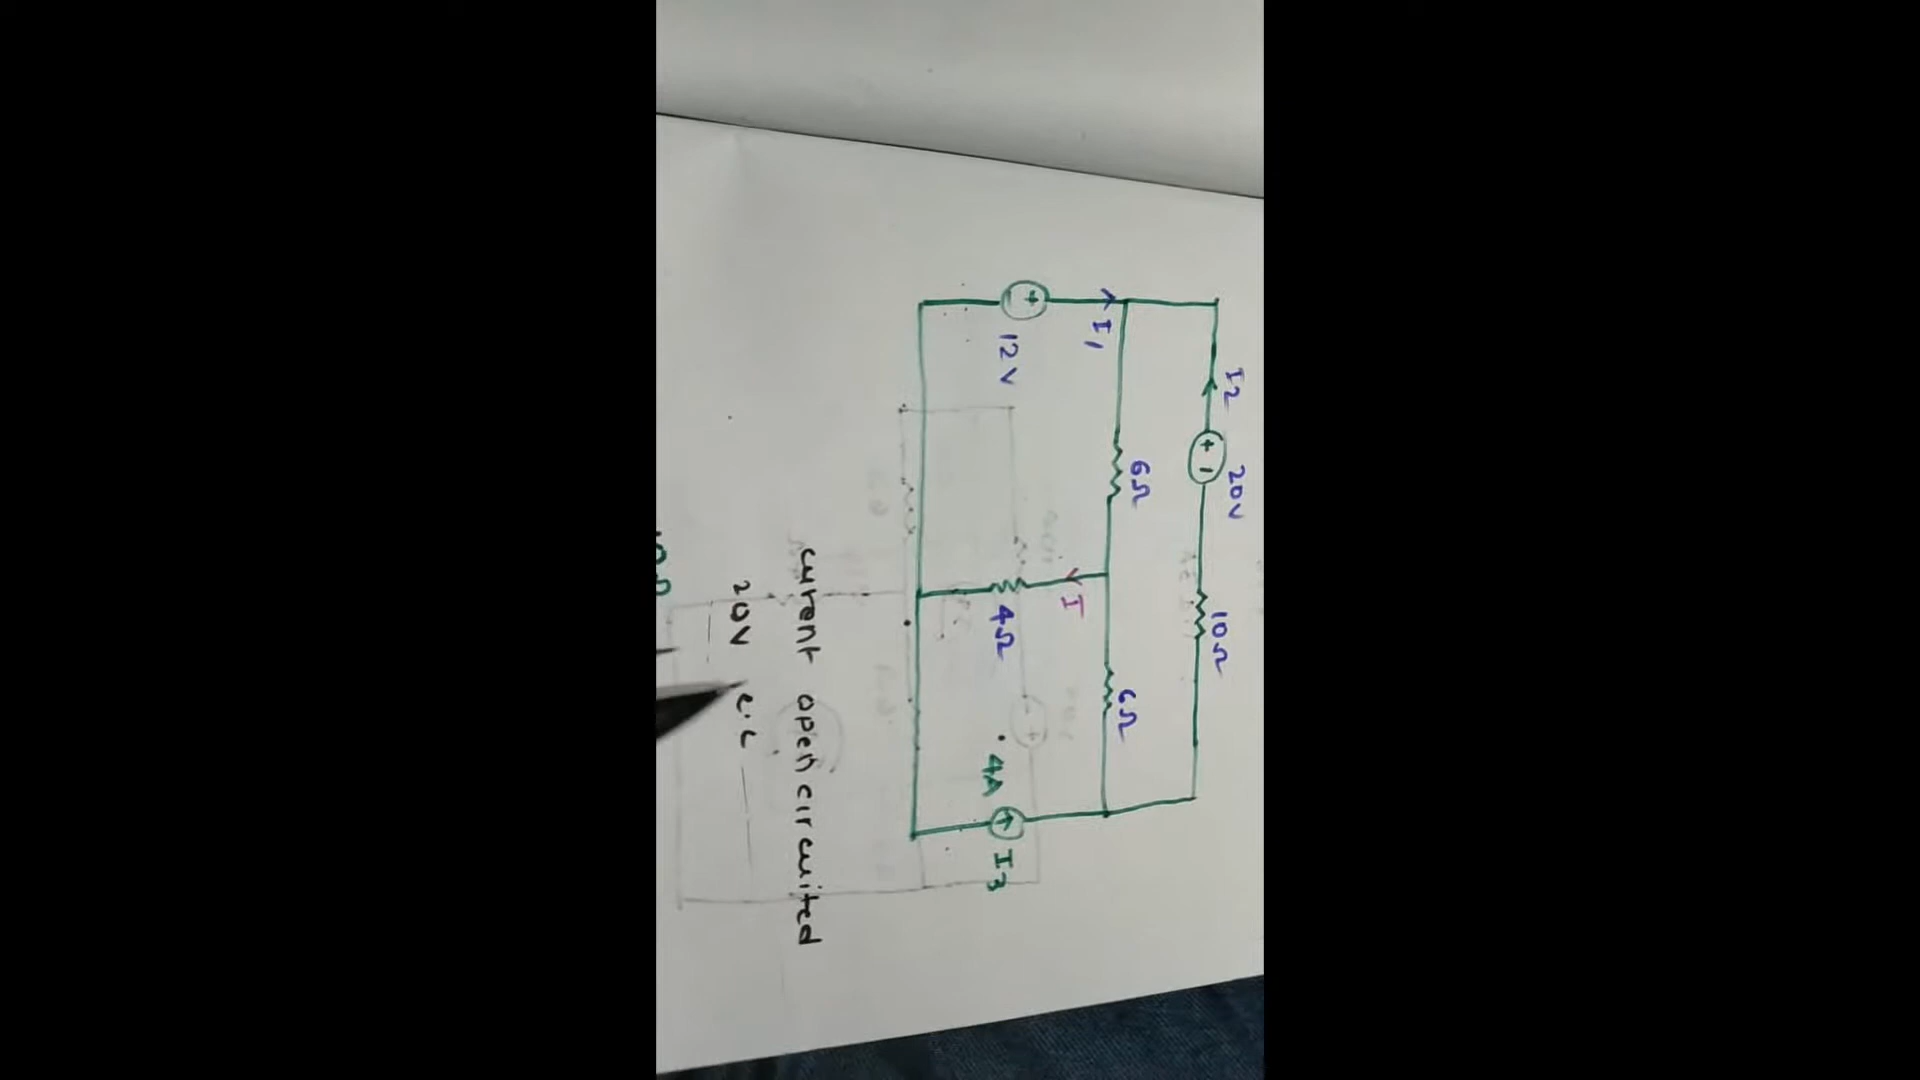 I2
20V
10Ω
6Ω
6Ω
I1
I
12V
4Ω
4A
I3
current open circuited
20V